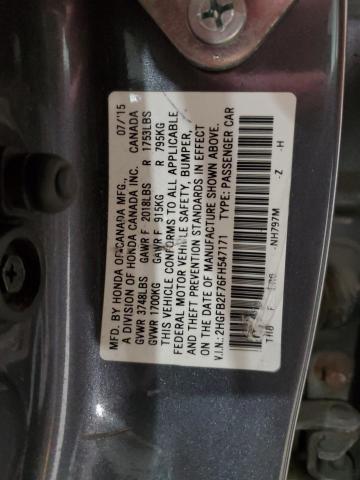 MFD. BY HONDA OF CANADA MFG., 07/'15
A DIVISION OF HONDA CANADA INC. CANADA
GVWR 3748LBS GAWR F 2018LBS R 1753LBS
GVWR 1700KG GAWR F 915KG R 795KG
THIS VEHICLE CONFORMS TO ALL APPLICABLE
FEDERAL MOTOR VEHICLE SAFETY, BUMPER,
AND THEFT PREVENTION STANDARDS IN EFFECT
ON THE DATE OF MANUFACTURE SHOWN ABOVE.
V.I.N.: 2HGFB2F76FH547171 TYPE: PASSENGER CAR
-NH797M -Z -H